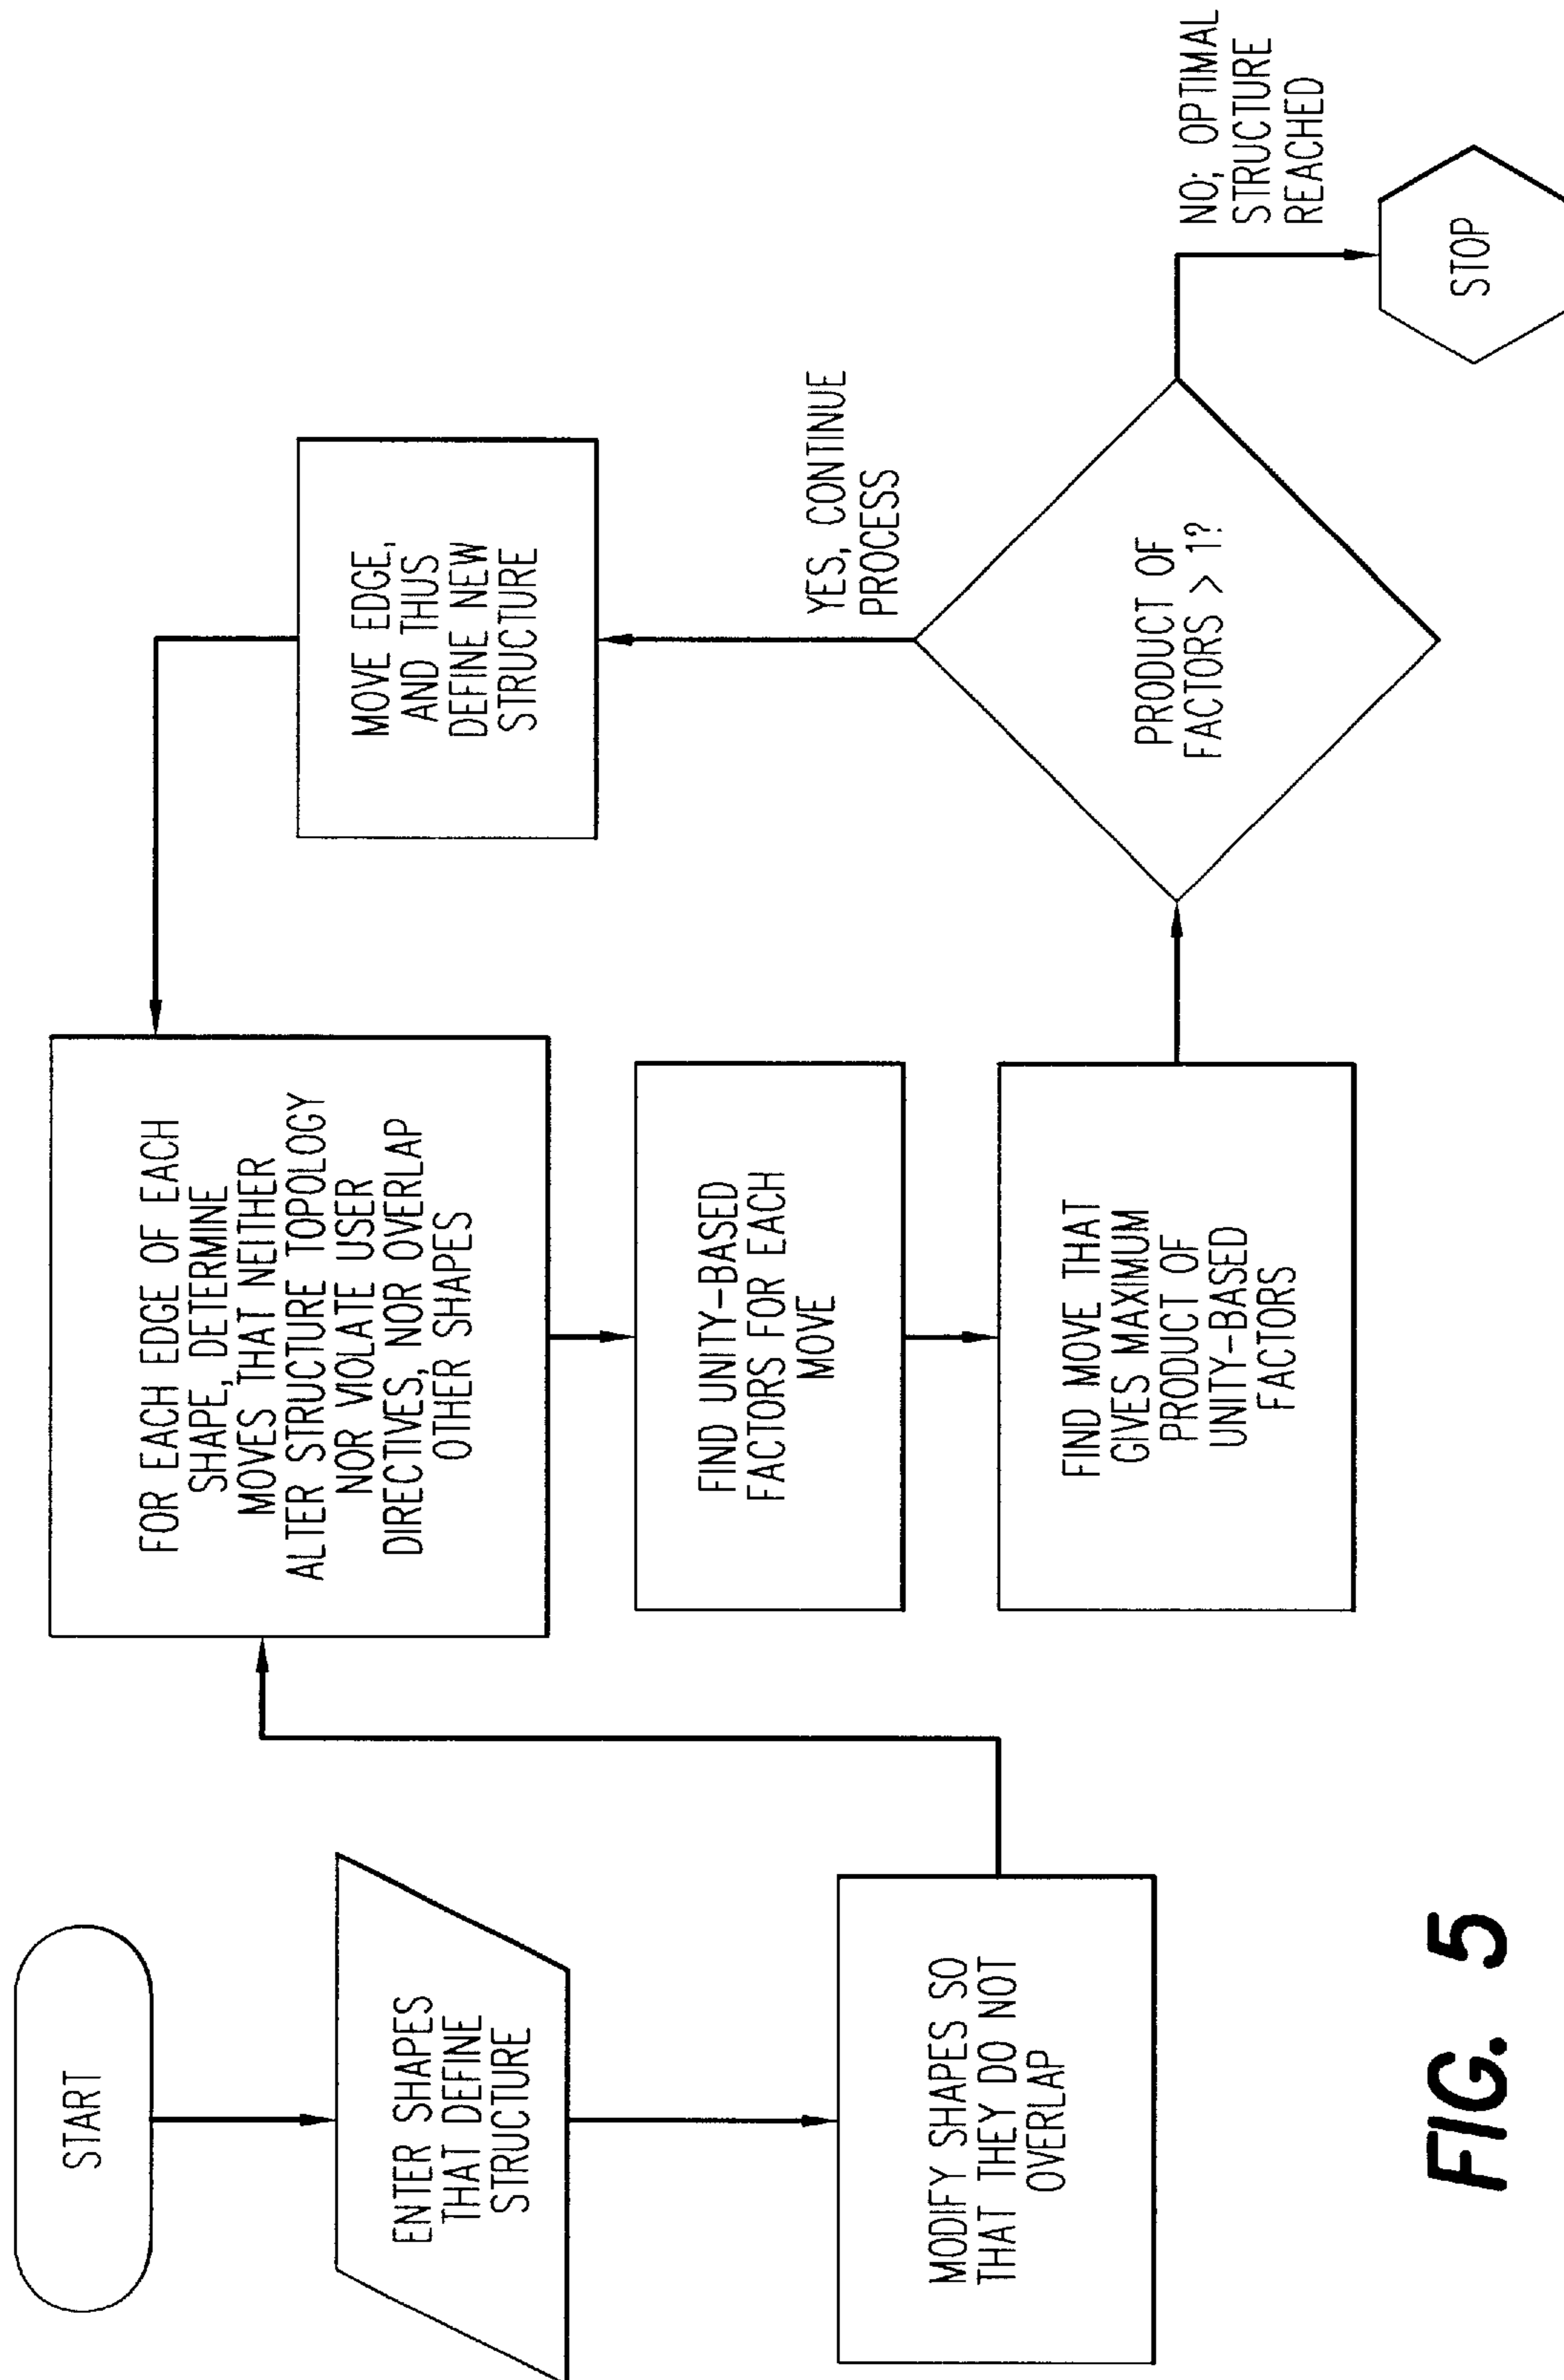 START
ENTER SHAPES
THAT DEFINE
STRUCTURE
MODIFY SHAPES SO
THAT THEY DO NOT
OVERLAP
FOR EACH EDGE OF EACH
SHAPE, DETERMINE
MOVES THAT NEITHER
ALTER STRUCTURE TOPOLOGY
NOR VIOLATE USER
DIRECTIVES, NOR OVERLAP
OTHER SHAPES
FIND UNITY-BASED
FACTORS FOR EACH
MOVE
FIND MOVE THAT
GIVES MAXIMUM
PRODUCT OF
UNITY-BASED
FACTORS
PRODUCT OF
FACTORS > 1?
YES, CONTINUE
PROCESS
MOVE EDGE,
AND THUS
DEFINE NEW
STRUCTURE
NO; OPTIMAL
STRUCTURE
REACHED
STOP
FIG. 5